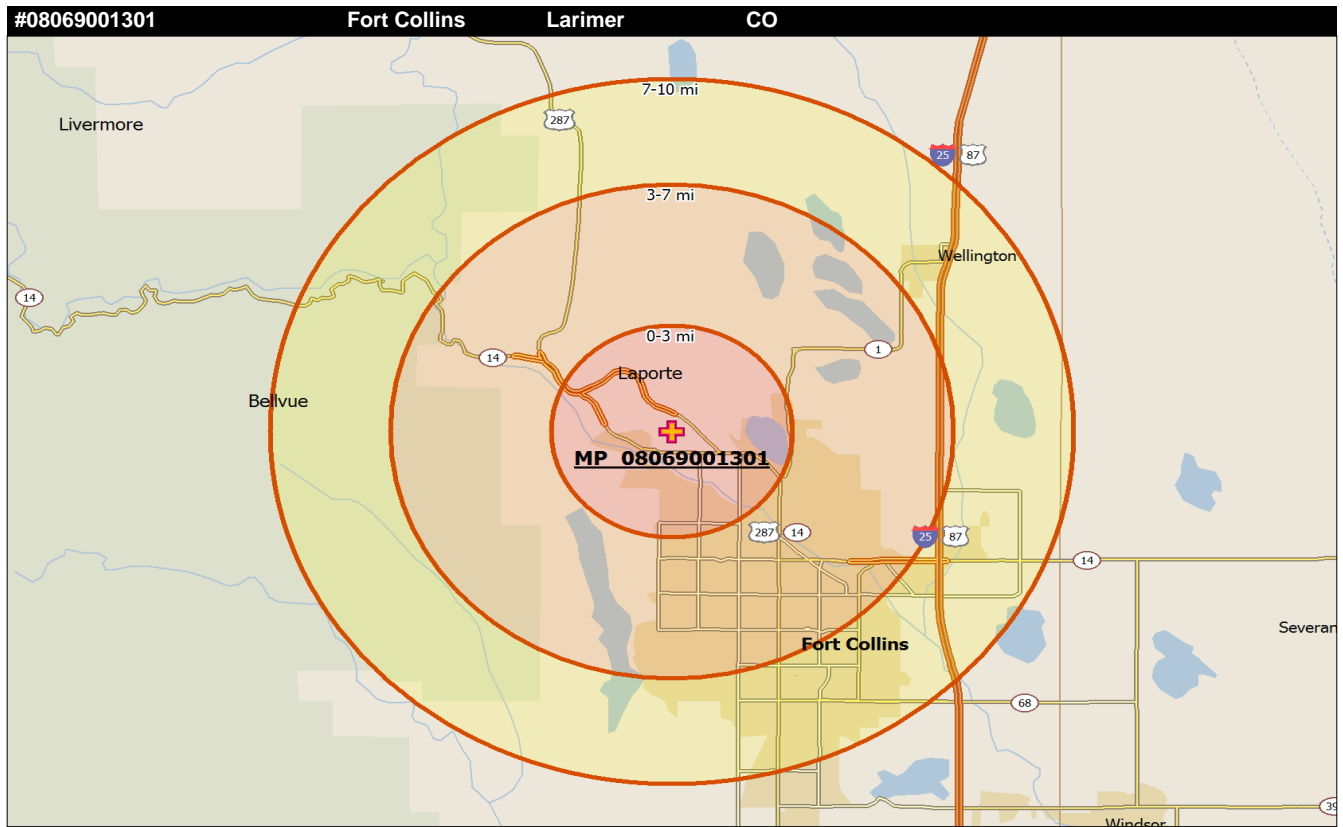 #08069001301 Fort Collins Larimer CO
7-10 mi
287
Livermore
25 87
3-7 mi
Wellington
14
0-3 mi
1
14
Laporte
Bellvue
MP 08069001301
287 14
25 87
14
Severan
Fort Collins
68
39
Windsor